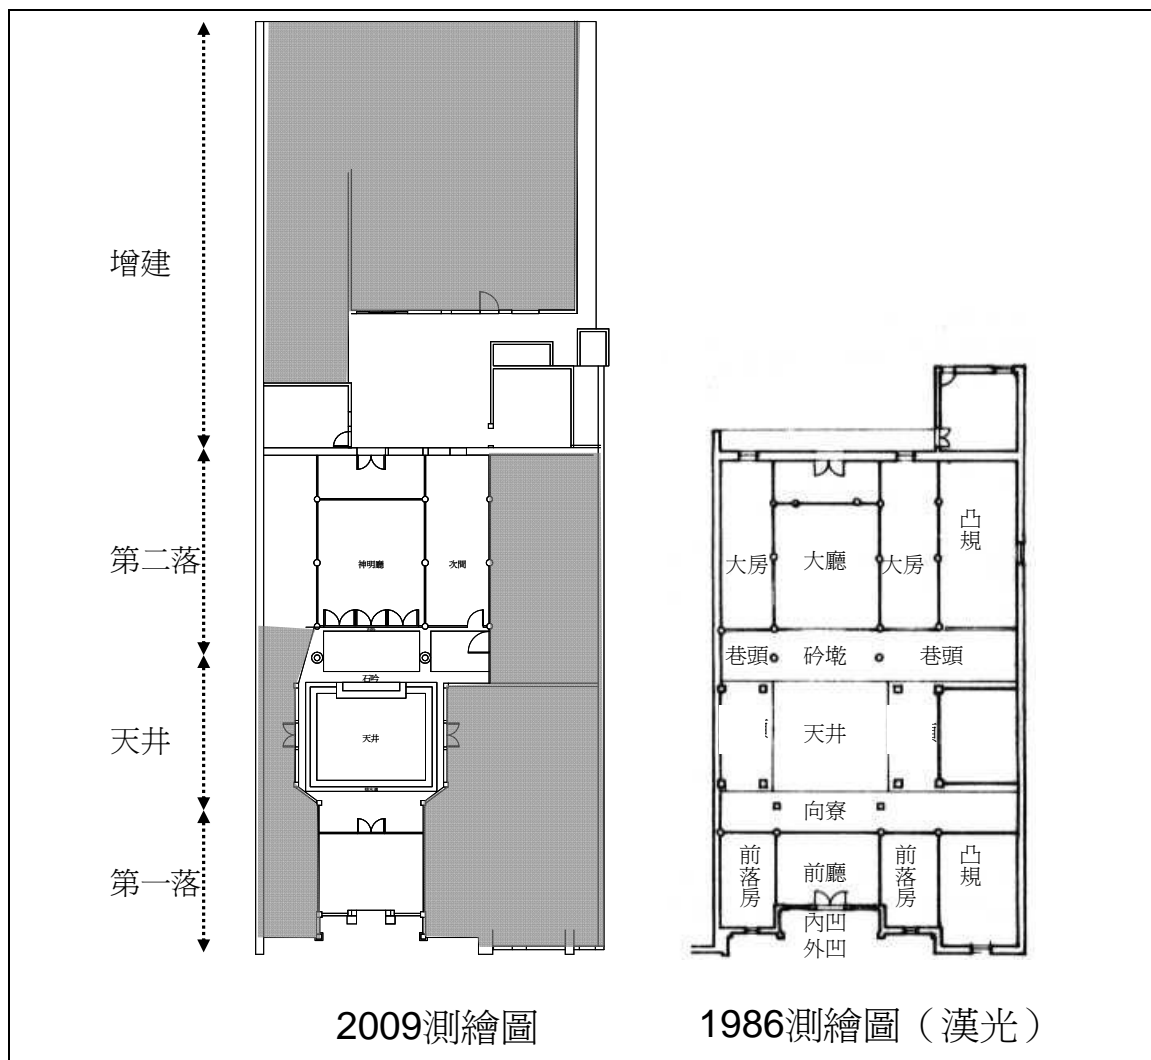 增建
第二落
天井
第一落
神明廳
次間
石砛
天井
2009測繪圖
凸規
大房
大廳
大房
巷頭
砛墘
巷頭
天井
向寮
前落房
前廳
前落房
凸規
內凹
外凹
1986測繪圖（漢光）